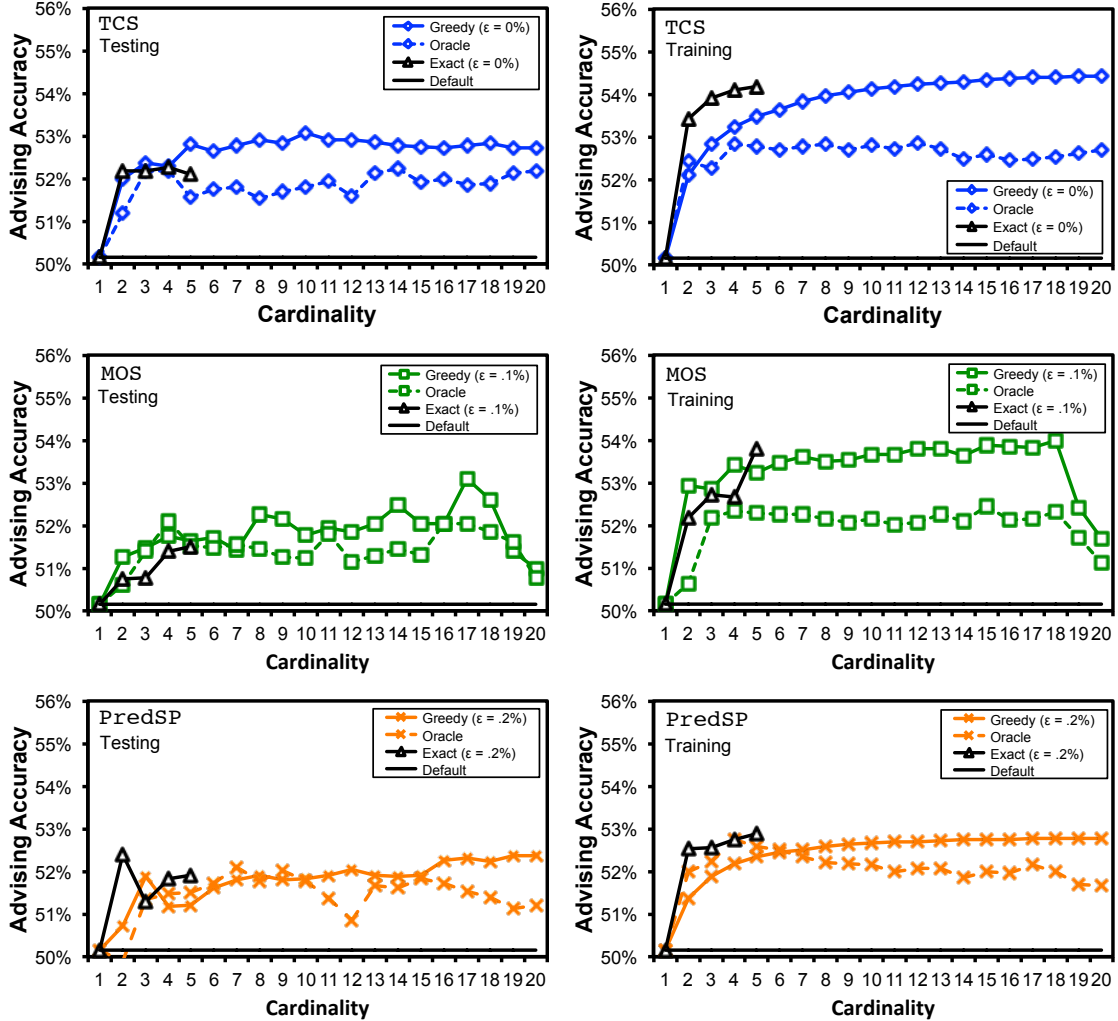 TCS
Testing
Greedy (ε = 0%)
Oracle
Exact (ε = 0%)
Default
Advising Accuracy
56%
55%
54%
53%
52%
51%
50%
1 2 3 4 5 6 7 8 9 10 11 12 13 14 15 16 17 18 19 20
Cardinality
TCS
Training
Greedy (ε = 0%)
Oracle
Exact (ε = 0%)
Default
Advising Accuracy
56%
55%
54%
53%
52%
51%
50%
1 2 3 4 5 6 7 8 9 10 11 12 13 14 15 16 17 18 19 20
Cardinality
MOS
Testing
Greedy (ε = .1%)
Oracle
Exact (ε = .1%)
Default
Advising Accuracy
56%
55%
54%
53%
52%
51%
50%
1 2 3 4 5 6 7 8 9 10 11 12 13 14 15 16 17 18 19 20
Cardinality
MOS
Training
Greedy (ε = .1%)
Oracle
Exact (ε = .1%)
Default
Advising Accuracy
56%
55%
54%
53%
52%
51%
50%
1 2 3 4 5 6 7 8 9 10 11 12 13 14 15 16 17 18 19 20
Cardinality
PredSP
Testing
Greedy (ε = .2%)
Oracle
Exact (ε = .2%)
Default
Advising Accuracy
56%
55%
54%
53%
52%
51%
50%
1 2 3 4 5 6 7 8 9 10 11 12 13 14 15 16 17 18 19 20
Cardinality
PredSP
Training
Greedy (ε = .2%)
Oracle
Exact (ε = .2%)
Default
Advising Accuracy
56%
55%
54%
53%
52%
51%
50%
1 2 3 4 5 6 7 8 9 10 11 12 13 14 15 16 17 18 19 20
Cardinality